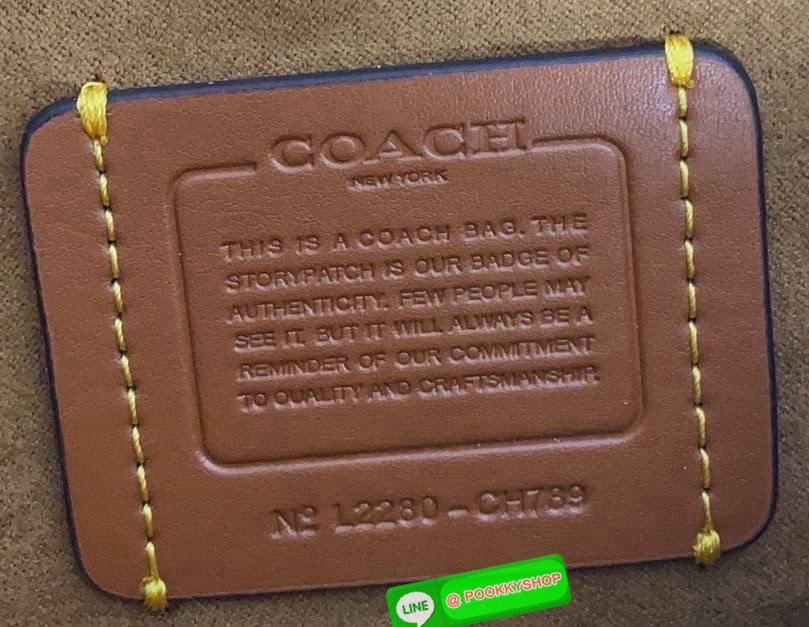 COACH
NEW YORK
THIS IS A COACH BAG. THE
STORYPATCH IS OUR BADGE OF
AUTHENTICITY. FEW PEOPLE MAY
SEE IT, BUT IT WILL ALWAYS BE A
REMINDER OF OUR COMMITMENT
TO QUALITY AND CRAFTSMANSHIP.
Nº L2280-CH789
LINE @ POOKKYSHOP